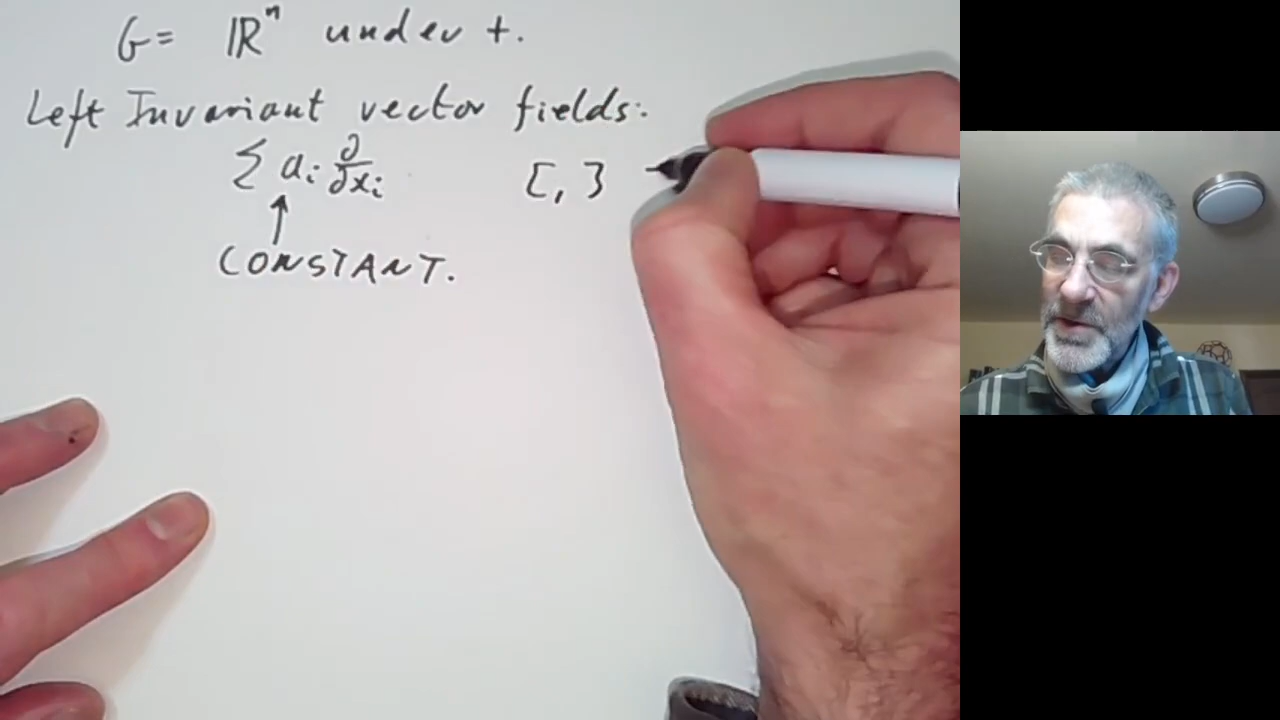 G = ℝⁿ under +.
Left Invariant vector fields:
Σ aᵢ ∂/∂xᵢ [, ]
↑
CONSTANT.